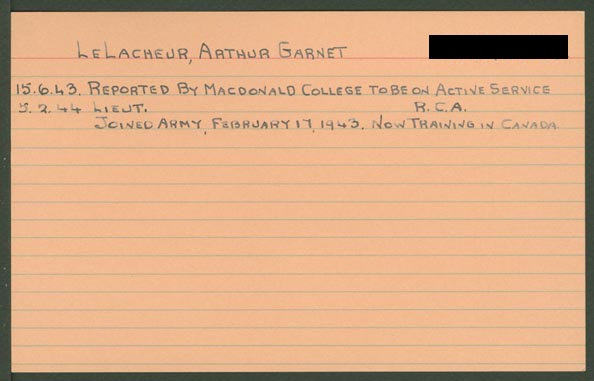 LeLacheur, Arthur Garnet
15.6.43. Reported By Macdonald College to be on Active Service
5.2.44 Lieut. R.C.A.
Joined Army, February 17, 1943. Now Training in Canada.